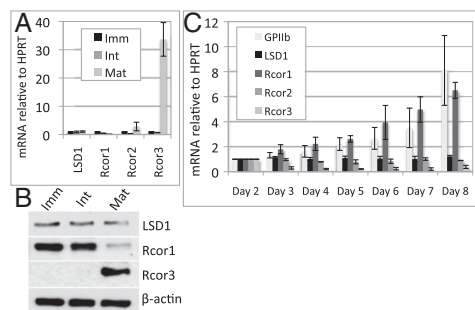 A
mRNA relative to HPRT
40
30
20
10
0
Imm
Int
Mat
LSD1
Rcor1
Rcor2
Rcor3
B
Imm
Int
Mat
LSD1
Rcor1
Rcor3
β-actin
C
mRNA relative to HPRT
12
10
8
6
4
2
0
GPIIb
LSD1
Rcor1
Rcor2
Rcor3
Day 2 Day 3 Day 4 Day 5 Day 6 Day 7 Day 8